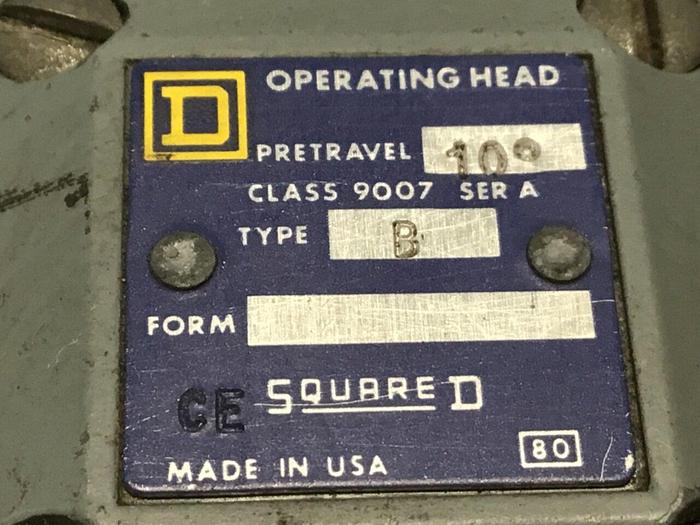 D
OPERATING HEAD
PRETRAVEL 10°
CLASS 9007 SER A
TYPE B
FORM
CE SQUARE D
MADE IN USA 80